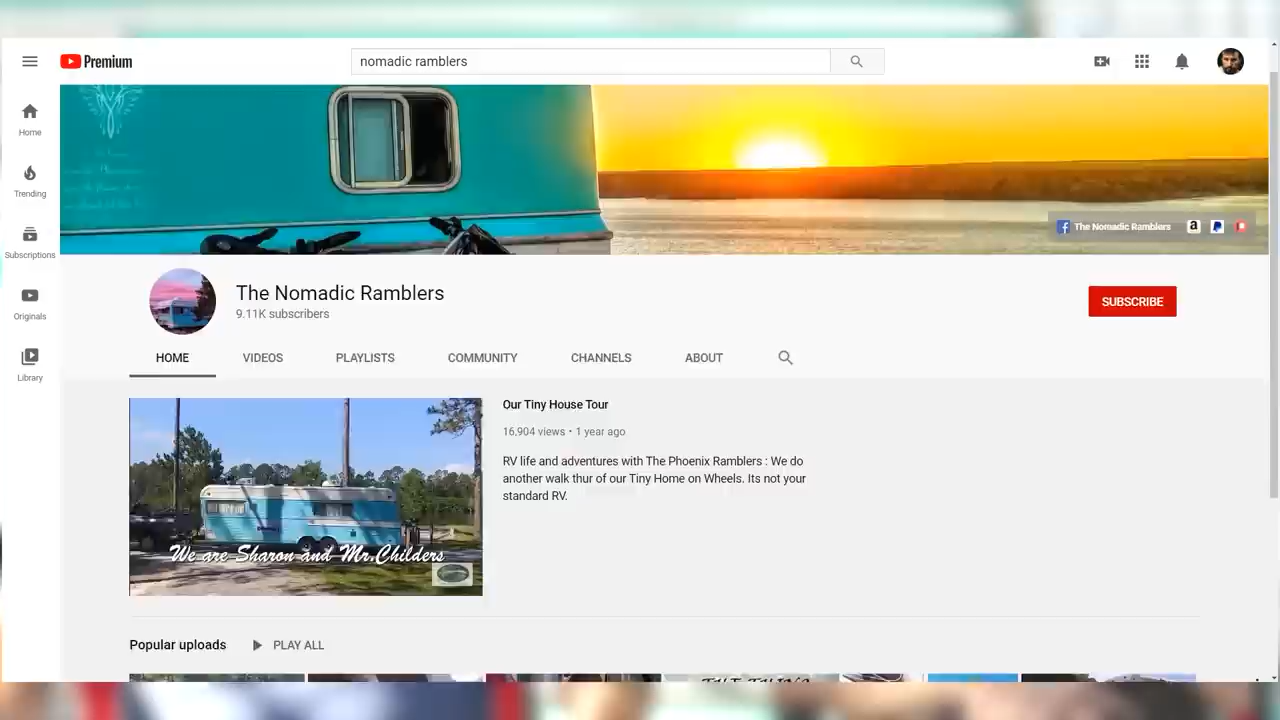 Premium
nomadic ramblers
Home
Trending
Subscriptions
Originals
Library
The Nomadic Ramblers
The Nomadic Ramblers
9.11K subscribers
SUBSCRIBE
HOME VIDEOS PLAYLISTS COMMUNITY CHANNELS ABOUT
We are Sharon and Mr.Childers
Our Tiny House Tour
16,904 views • 1 year ago
RV life and adventures with The Phoenix Ramblers : We do
another walk thur of our Tiny Home on Wheels. Its not your
standard RV.
Popular uploads PLAY ALL